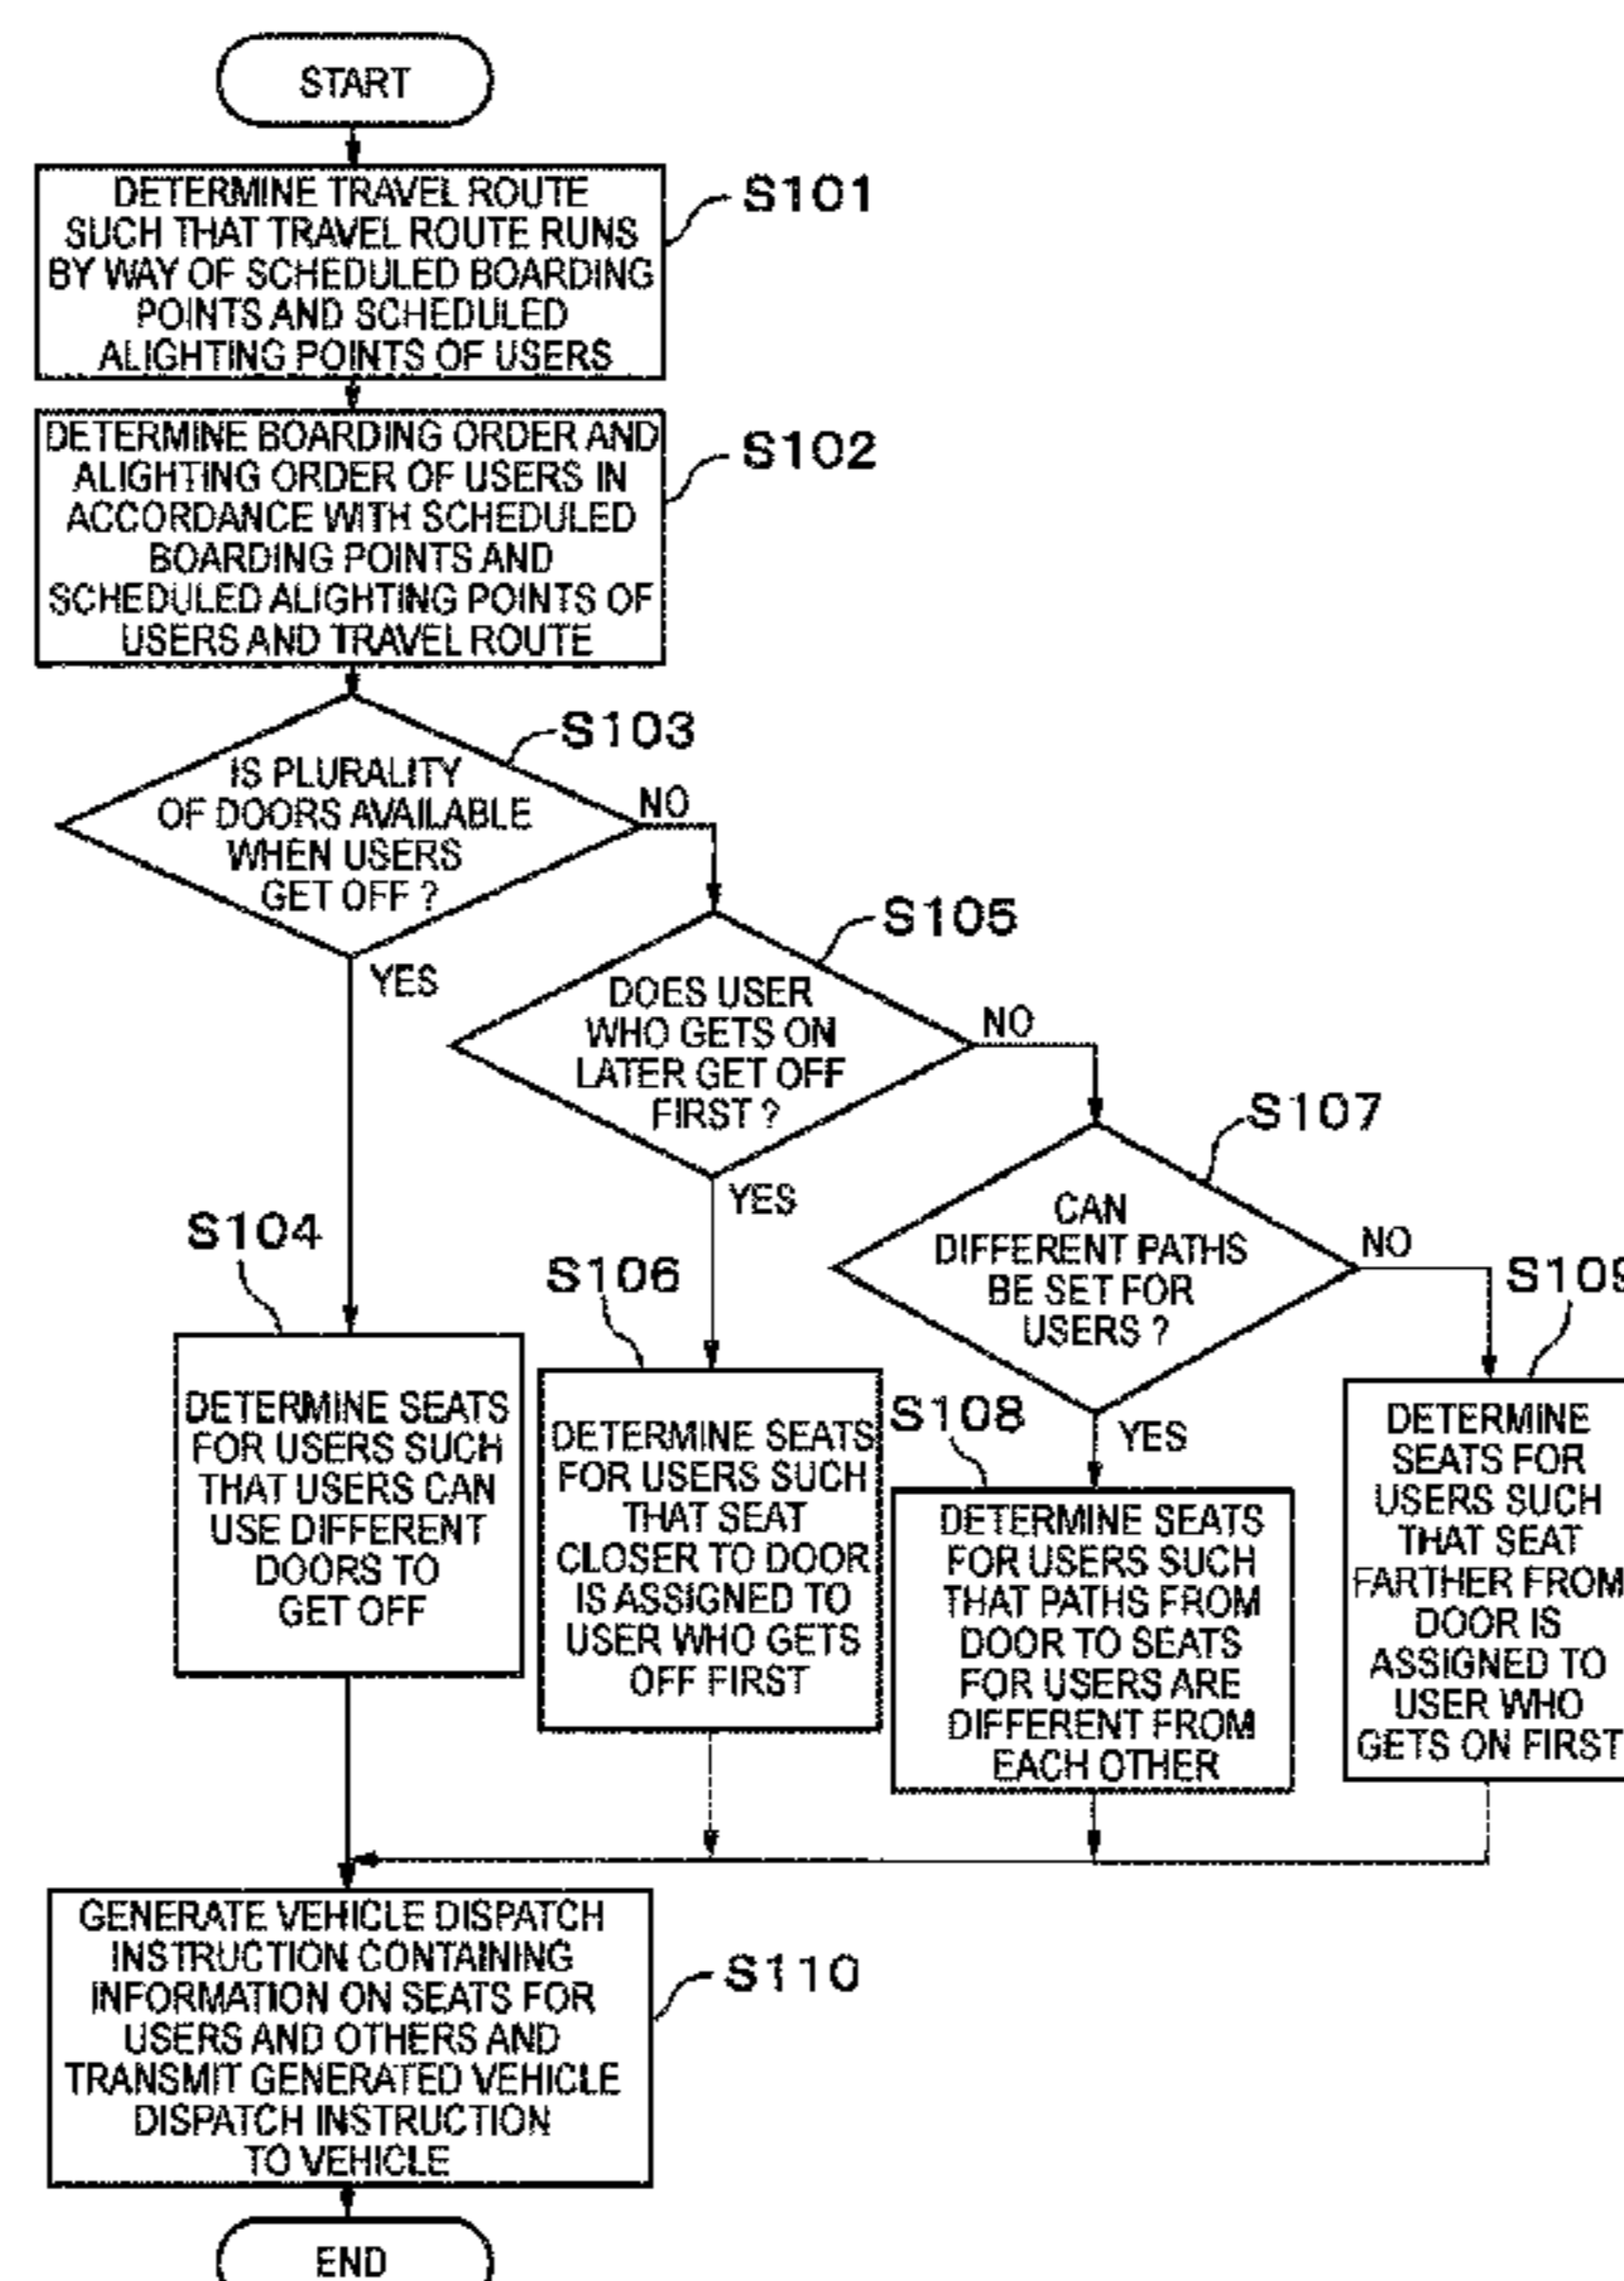 START
DETERMINE TRAVEL ROUTE
SUCH THAT TRAVEL ROUTE RUNS
BY WAY OF SCHEDULED BOARDING
POINTS AND SCHEDULED
ALIGHTING POINTS OF USERS
S101
DETERMINE BOARDING ORDER AND
ALIGHTING ORDER OF USERS IN
ACCORDANCE WITH SCHEDULED
BOARDING POINTS AND
SCHEDULED ALIGHTING POINTS OF
USERS AND TRAVEL ROUTE
S102
IS PLURALITY
OF DOORS AVAILABLE
WHEN USERS
GET OFF ?
S103
NO
YES
DOES USER
WHO GETS ON
LATER GET OFF
FIRST ?
S105
NO
YES
CAN
DIFFERENT PATHS
BE SET FOR
USERS ?
S107
NO
YES
S104
DETERMINE SEATS
FOR USERS SUCH
THAT USERS CAN
USE DIFFERENT
DOORS TO
GET OFF
S106
DETERMINE SEATS
FOR USERS SUCH
THAT SEAT
CLOSER TO DOOR
IS ASSIGNED TO
USER WHO GETS
OFF FIRST
S108
DETERMINE SEATS
FOR USERS SUCH
THAT PATHS FROM
DOOR TO SEATS
FOR USERS ARE
DIFFERENT FROM
EACH OTHER
S109
DETERMINE
SEATS FOR
USERS SUCH
THAT SEAT
FARTHER FROM
DOOR IS
ASSIGNED TO
USER WHO
GETS ON FIRST
GENERATE VEHICLE DISPATCH
INSTRUCTION CONTAINING
INFORMATION ON SEATS FOR
USERS AND OTHERS AND
TRANSMIT GENERATED VEHICLE
DISPATCH INSTRUCTION
TO VEHICLE
S110
END